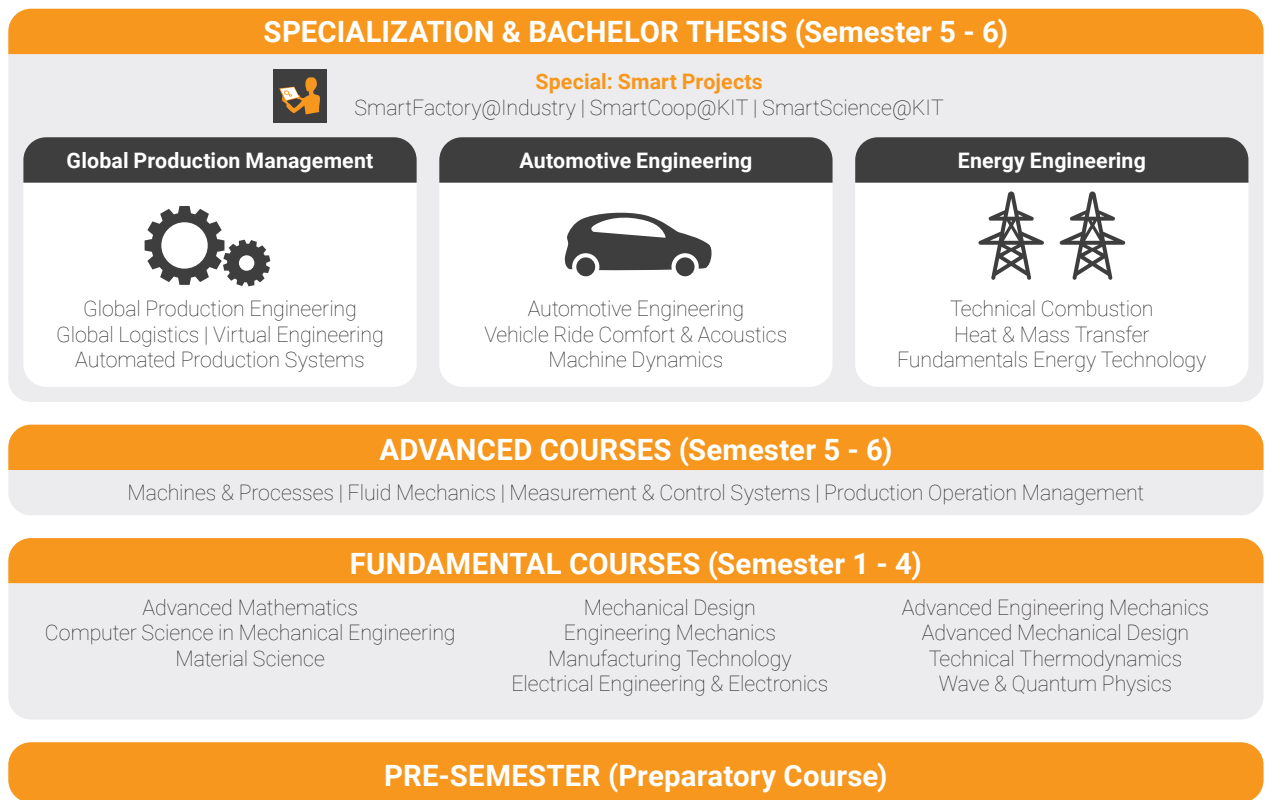 SPECIALIZATION & BACHELOR THESIS (Semester 5 - 6)
Special: Smart Projects
SmartFactory@Industry | SmartCoop@KIT | SmartScience@KIT
Global Production Management
Global Production Engineering
Global Logistics | Virtual Engineering
Automated Production Systems
Automotive Engineering
Automotive Engineering
Vehicle Ride Comfort & Acoustics
Machine Dynamics
Energy Engineering
Technical Combustion
Heat & Mass Transfer
Fundamentals Energy Technology
ADVANCED COURSES (Semester 5 - 6)
Machines & Processes | Fluid Mechanics | Measurement & Control Systems | Production Operation Management
FUNDAMENTAL COURSES (Semester 1 - 4)
Advanced Mathematics
Computer Science in Mechanical Engineering
Material Science
Mechanical Design
Engineering Mechanics
Manufacturing Technology
Electrical Engineering & Electronics
Advanced Engineering Mechanics
Advanced Mechanical Design
Technical Thermodynamics
Wave & Quantum Physics
PRE-SEMESTER (Preparatory Course)